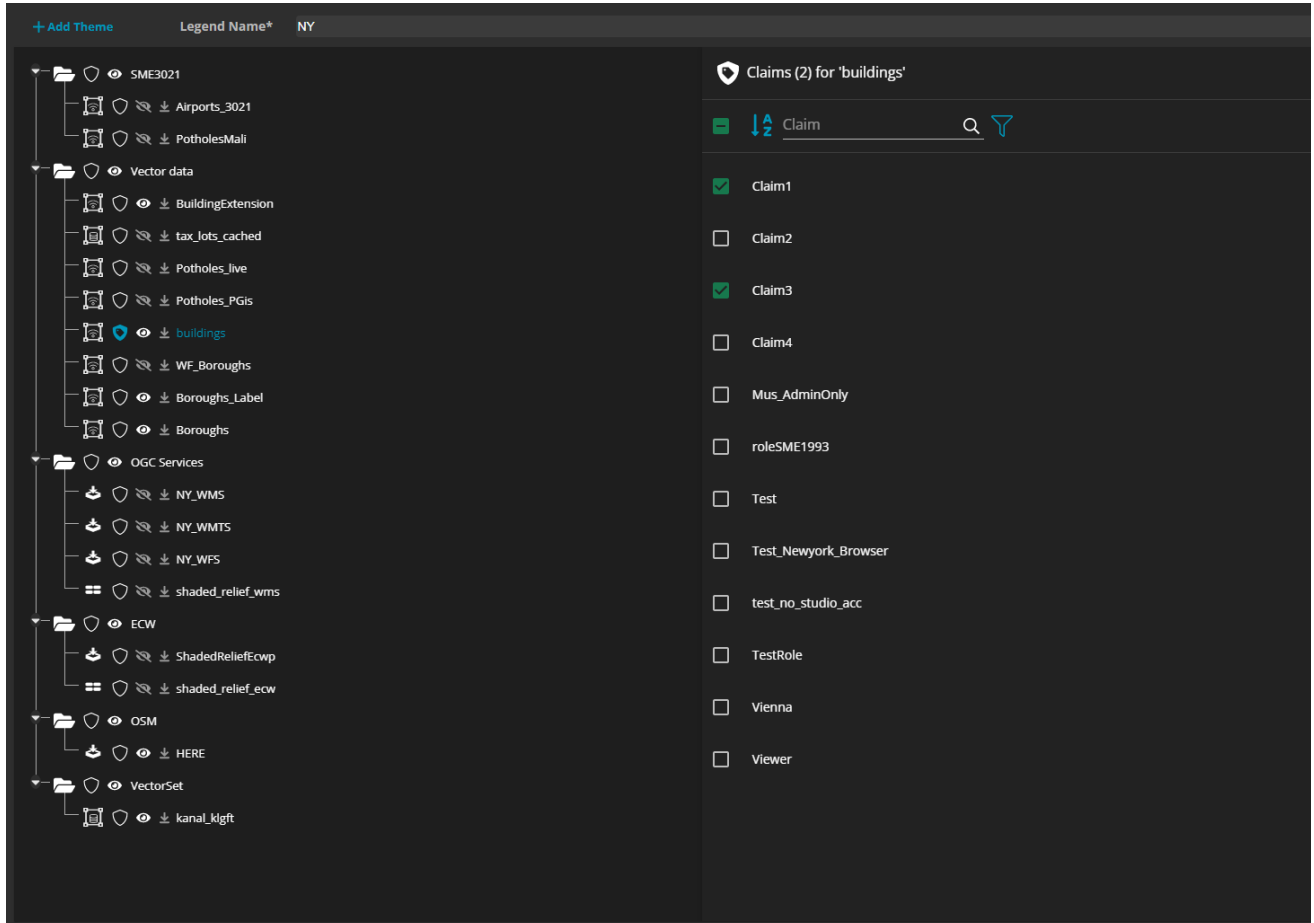 + Add Theme Legend Name* NY
SME3021
Airports_3021
PotholesMali
Vector data
BuildingExtension
tax_lots_cached
Potholes_live
Potholes_PGis
buildings
WF_Boroughs
Boroughs_Label
Boroughs
OGC Services
NY_WMS
NY_WMTS
NY_WFS
shaded_relief_wms
ECW
ShadedReliefEcwp
shaded_relief_ecw
OSM
HERE
VectorSet
kanal_klgft
Claims (2) for 'buildings'
A Z Claim
Claim1
Claim2
Claim3
Claim4
Mus_AdminOnly
roleSME1993
Test
Test_Newyork_Browser
test_no_studio_acc
TestRole
Vienna
Viewer